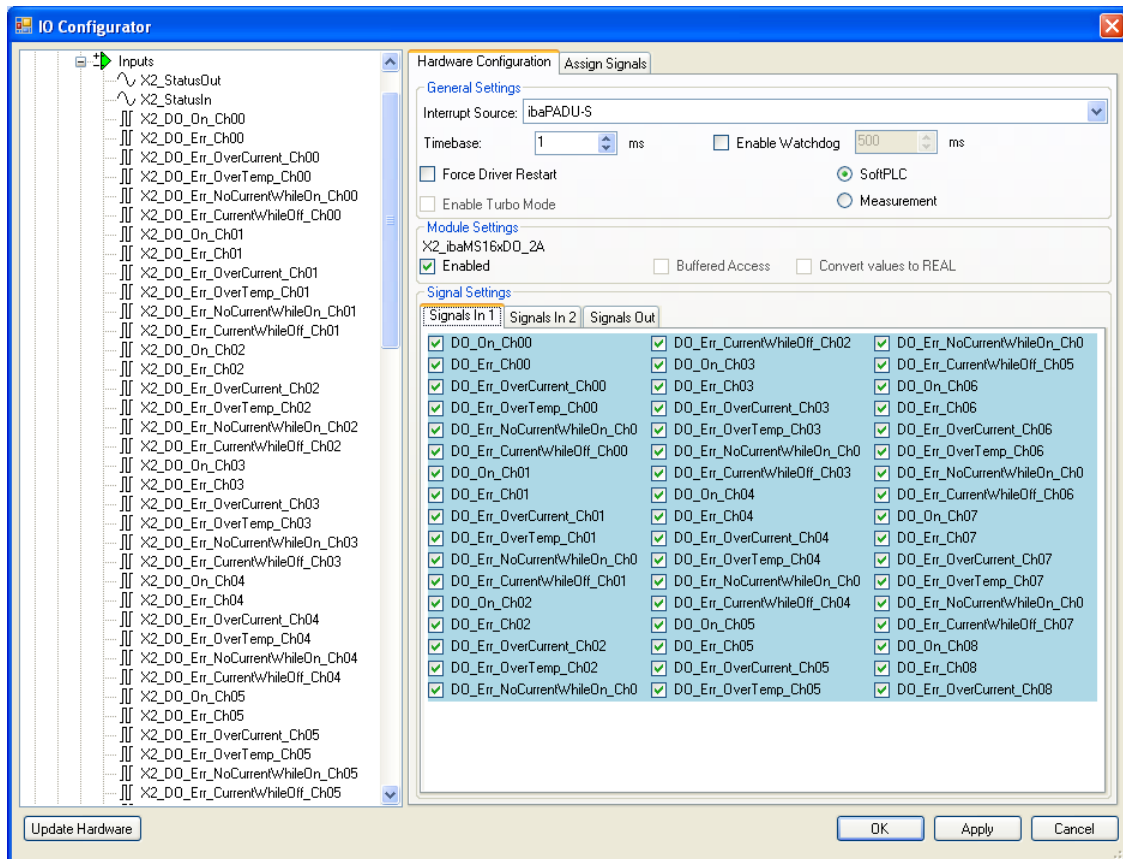 IO Configurator
Inputs
X2_StatusOut
X2_StatusIn
X2_DO_On_Ch00
X2_DO_Err_Ch00
X2_DO_Err_OverCurrent_Ch00
X2_DO_Err_OverTemp_Ch00
X2_DO_Err_NoCurrentWhileOn_Ch00
X2_DO_Err_CurrentWhileOff_Ch00
X2_DO_On_Ch01
X2_DO_Err_Ch01
X2_DO_Err_OverCurrent_Ch01
X2_DO_Err_OverTemp_Ch01
X2_DO_Err_NoCurrentWhileOn_Ch01
X2_DO_Err_CurrentWhileOff_Ch01
X2_DO_On_Ch02
X2_DO_Err_Ch02
X2_DO_Err_OverCurrent_Ch02
X2_DO_Err_OverTemp_Ch02
X2_DO_Err_NoCurrentWhileOn_Ch02
X2_DO_Err_CurrentWhileOff_Ch02
X2_DO_On_Ch03
X2_DO_Err_Ch03
X2_DO_Err_OverCurrent_Ch03
X2_DO_Err_OverTemp_Ch03
X2_DO_Err_NoCurrentWhileOn_Ch03
X2_DO_Err_CurrentWhileOff_Ch03
X2_DO_On_Ch04
X2_DO_Err_Ch04
X2_DO_Err_OverCurrent_Ch04
X2_DO_Err_OverTemp_Ch04
X2_DO_Err_NoCurrentWhileOn_Ch04
X2_DO_Err_CurrentWhileOff_Ch04
X2_DO_On_Ch05
X2_DO_Err_Ch05
X2_DO_Err_OverCurrent_Ch05
X2_DO_Err_OverTemp_Ch05
X2_DO_Err_NoCurrentWhileOn_Ch05
X2_DO_Err_CurrentWhileOff_Ch05
Hardware Configuration Assign Signals
General Settings
Interrupt Source: ibaPADU-S
Timebase: 1 ms Enable Watchdog 500 ms
Force Driver Restart SoftPLC
Enable Turbo Mode Measurement
Module Settings
X2_ibaMS16xDO_2A
Enabled Buffered Access Convert values to REAL
Signal Settings
Signals In 1 Signals In 2 Signals Out
DO_On_Ch00
DO_Err_Ch00
DO_Err_OverCurrent_Ch00
DO_Err_OverTemp_Ch00
DO_Err_NoCurrentWhileOn_Ch0
DO_Err_CurrentWhileOff_Ch00
DO_On_Ch01
DO_Err_Ch01
DO_Err_OverCurrent_Ch01
DO_Err_OverTemp_Ch01
DO_Err_NoCurrentWhileOn_Ch0
DO_Err_CurrentWhileOff_Ch01
DO_On_Ch02
DO_Err_Ch02
DO_Err_OverCurrent_Ch02
DO_Err_OverTemp_Ch02
DO_Err_NoCurrentWhileOn_Ch0
DO_Err_CurrentWhileOff_Ch02
DO_On_Ch03
DO_Err_Ch03
DO_Err_OverCurrent_Ch03
DO_Err_OverTemp_Ch03
DO_Err_NoCurrentWhileOn_Ch0
DO_Err_CurrentWhileOff_Ch03
DO_On_Ch04
DO_Err_Ch04
DO_Err_OverCurrent_Ch04
DO_Err_OverTemp_Ch04
DO_Err_NoCurrentWhileOn_Ch0
DO_Err_CurrentWhileOff_Ch04
DO_On_Ch05
DO_Err_Ch05
DO_Err_OverCurrent_Ch05
DO_Err_OverTemp_Ch05
DO_Err_NoCurrentWhileOn_Ch0
DO_Err_CurrentWhileOff_Ch05
DO_On_Ch06
DO_Err_Ch06
DO_Err_OverCurrent_Ch06
DO_Err_OverTemp_Ch06
DO_Err_NoCurrentWhileOn_Ch0
DO_Err_CurrentWhileOff_Ch06
DO_On_Ch07
DO_Err_Ch07
DO_Err_OverCurrent_Ch07
DO_Err_OverTemp_Ch07
DO_Err_NoCurrentWhileOn_Ch0
DO_Err_CurrentWhileOff_Ch07
DO_On_Ch08
DO_Err_Ch08
DO_Err_OverCurrent_Ch08
Update Hardware OK Apply Cancel